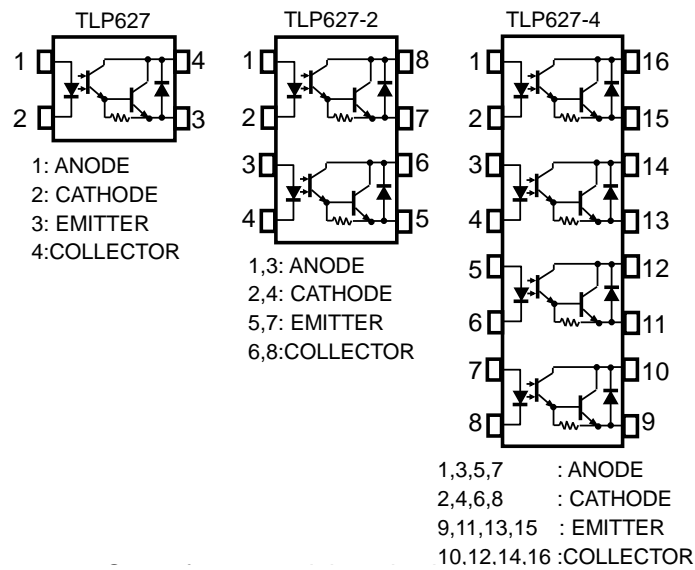 TLP627
1
4
2
3
1: ANODE
2: CATHODE
3: EMITTER
4:COLLECTOR
TLP627-2
1
8
2
7
3
6
4
5
1,3: ANODE
2,4: CATHODE
5,7: EMITTER
6,8:COLLECTOR
TLP627-4
1
16
2
15
3
14
4
13
5
12
6
11
7
10
8
9
1,3,5,7 : ANODE
2,4,6,8 : CATHODE
9,11,13,15 : EMITTER
10,12,14,16 :COLLECTOR